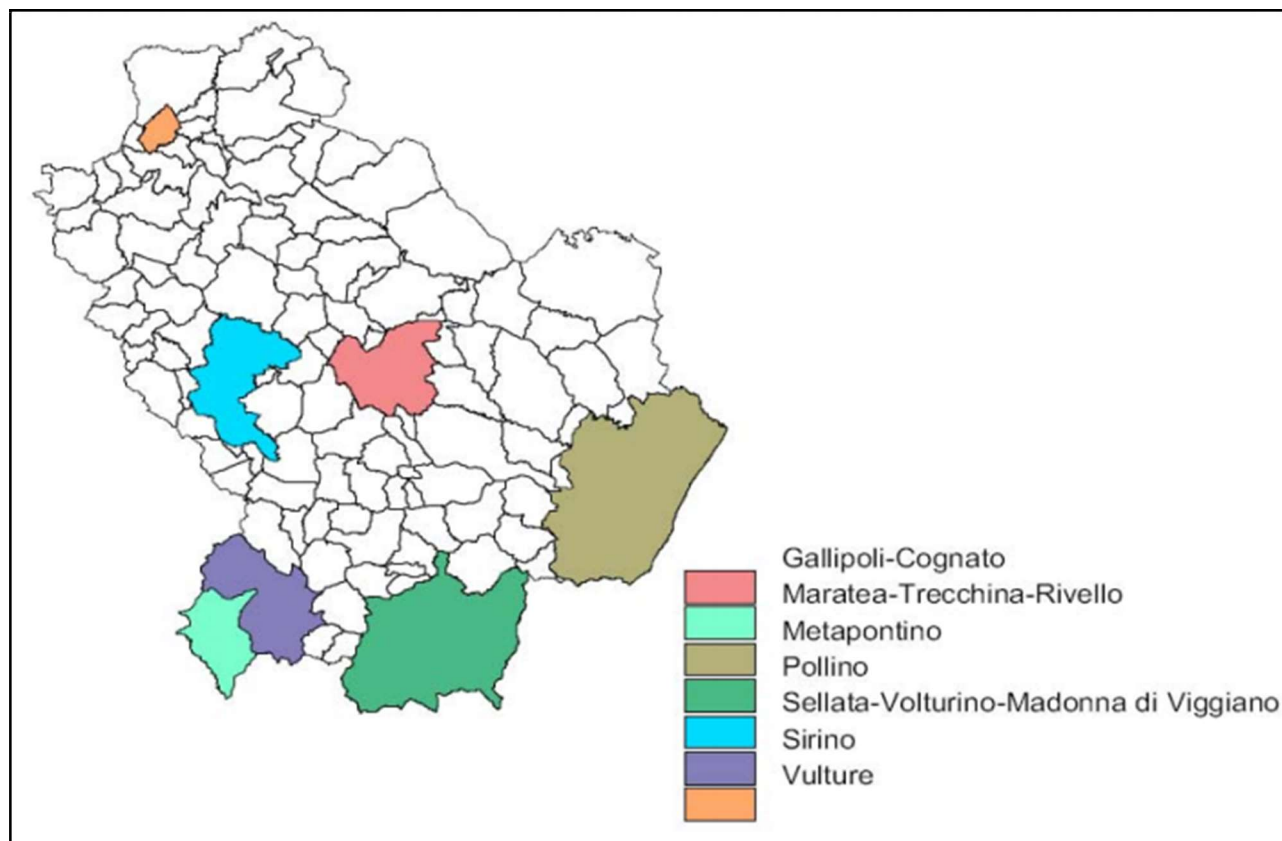 Gallipoli-Cognato
Maratea-Trecchina-Rivello
Metapontino
Pollino
Sellata-Volturino-Madonna di Viggiano
Sirino
Vulture